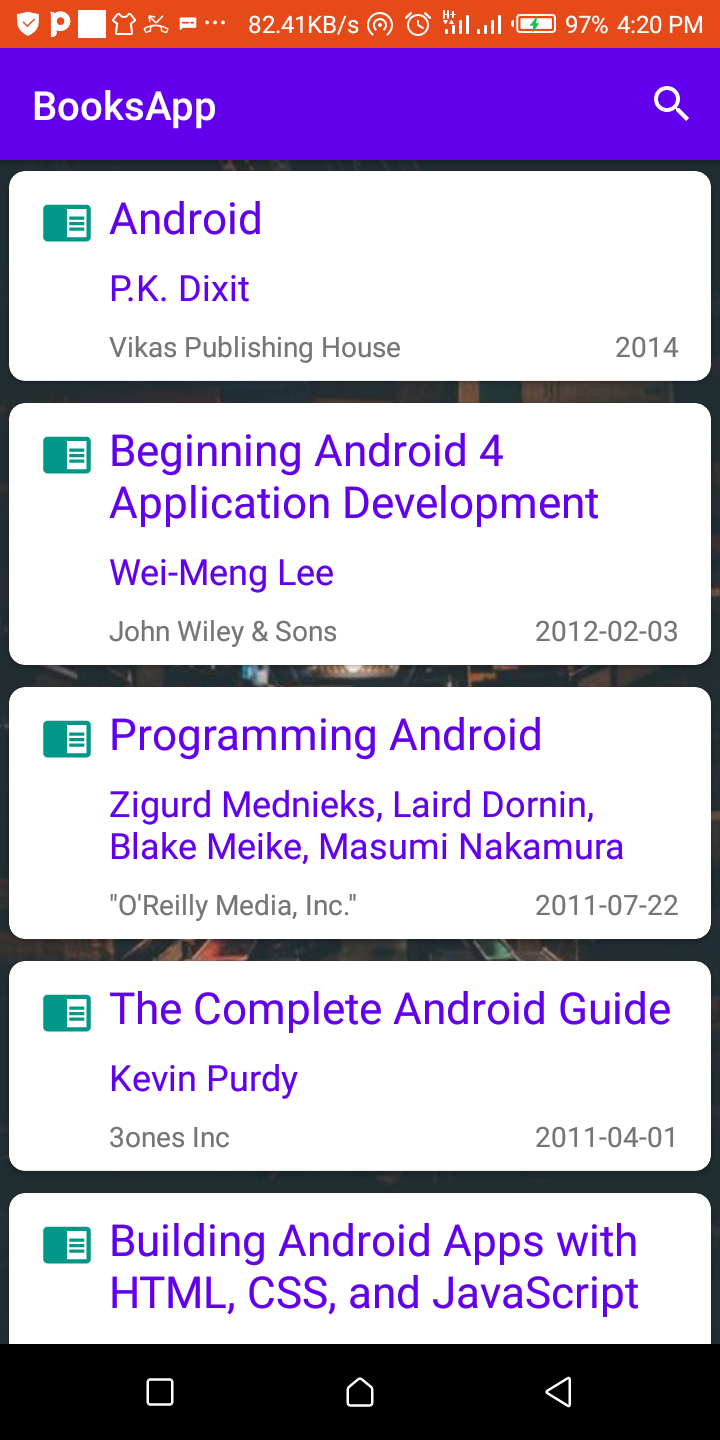 82.41KB/s H+ 97% 4:20 PM
BooksApp
Android
P.K. Dixit
Vikas Publishing House 2014
Beginning Android 4
Application Development
Wei-Meng Lee
John Wiley & Sons 2012-02-03
Programming Android
Zigurd Mednieks, Laird Dornin,
Blake Meike, Masumi Nakamura
"O'Reilly Media, Inc." 2011-07-22
The Complete Android Guide
Kevin Purdy
3ones Inc 2011-04-01
Building Android Apps with
HTML, CSS, and JavaScript